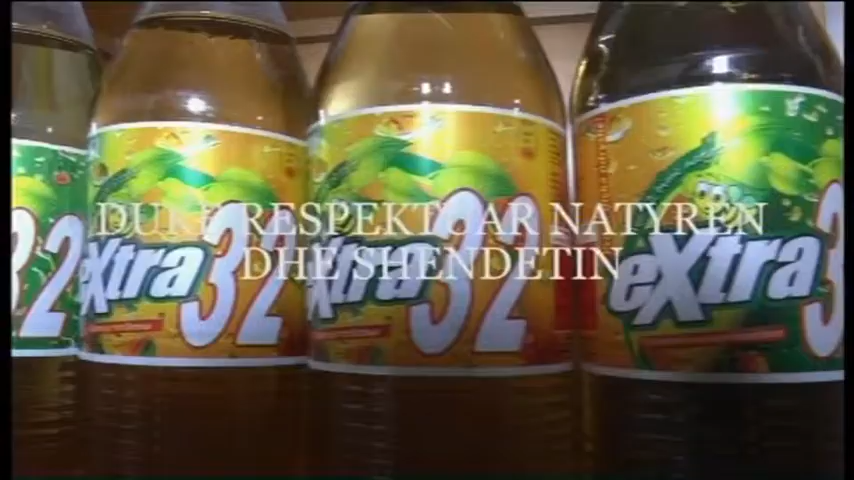 DUKE RESPEKTUAR NATYREN
DHE SHENDETIN
32
eXtra 32
eXtra 32
eXtra 3